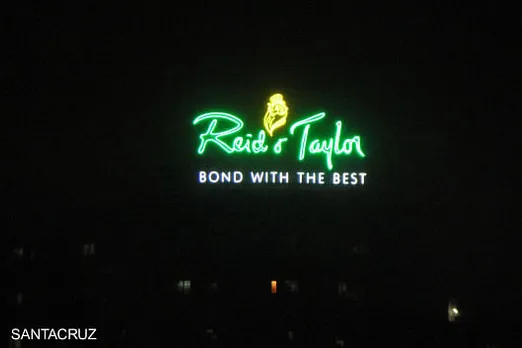 Reid & Taylor
BOND WITH THE BEST
SANTACRUZ